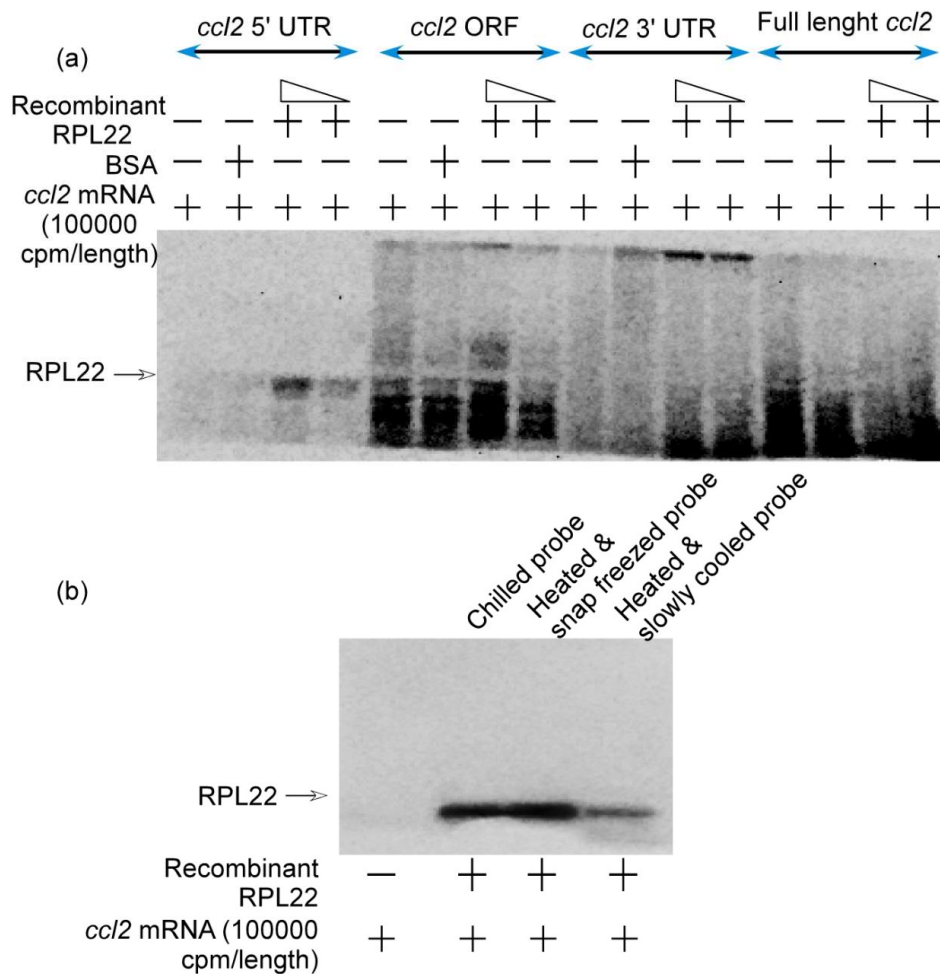 ccl2 5' UTR ccl2 ORF ccl2 3' UTR Full lenght ccl2
(a)
Recombinant
RPL22
− − + + − − + + − − + + − − + +
BSA
− + − − − + − − − + − − − + − −
ccl2 mRNA
(100000
cpm/length)
+ + + + + + + + + + + + + + + +
RPL22
(b)
Chilled probe
Heated &
snap freezed probe
Heated &
slowly cooled probe
RPL22
Recombinant
RPL22
− + + +
ccl2 mRNA (100000
cpm/length)
+ + + +